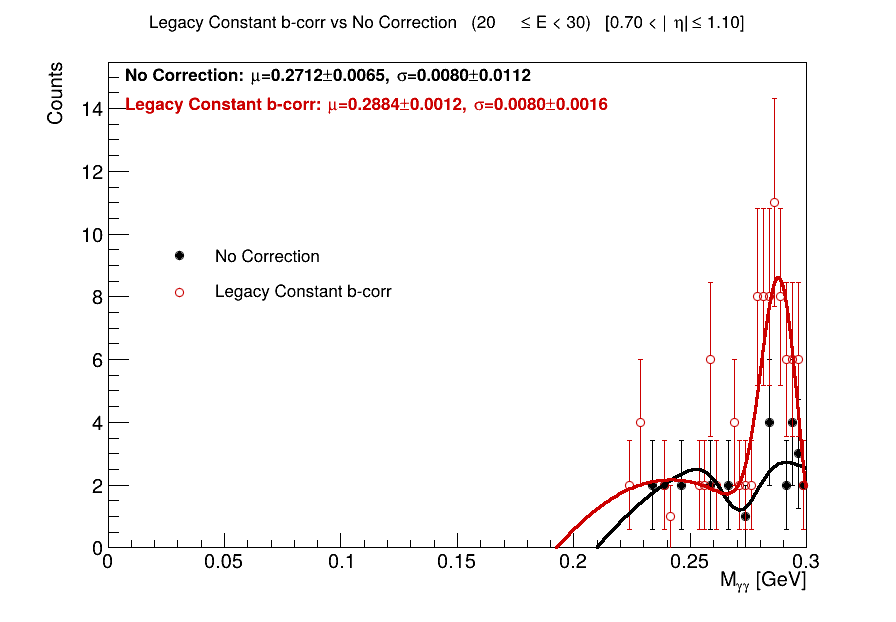 Legacy Constant b-corr vs No Correction (20 ≤ E < 30) [0.70 < | η| ≤ 1.10]
Counts
No Correction: μ=0.2712±0.0065, σ=0.0080±0.0112
Legacy Constant b-corr: μ=0.2884±0.0012, σ=0.0080±0.0016
14
12
10
8
6
4
2
0
No Correction
Legacy Constant b-corr
0 0.05 0.1 0.15 0.2 0.25 0.3
Mγγ [GeV]